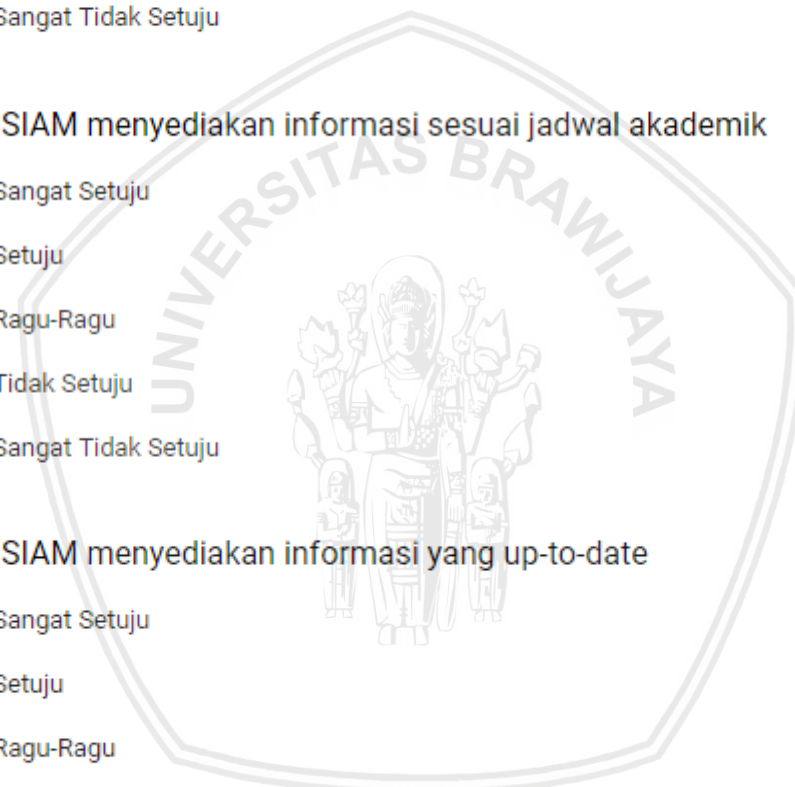 Sangat Tidak Setuju
SIAM menyediakan informasi sesuai jadwal akademik
UNIVERSITAS BRAWIJAYA
Sangat Setuju
Setuju
Ragu-Ragu
Tidak Setuju
Sangat Tidak Setuju
SIAM menyediakan informasi yang up-to-date
Sangat Setuju
Setuju
Ragu-Ragu